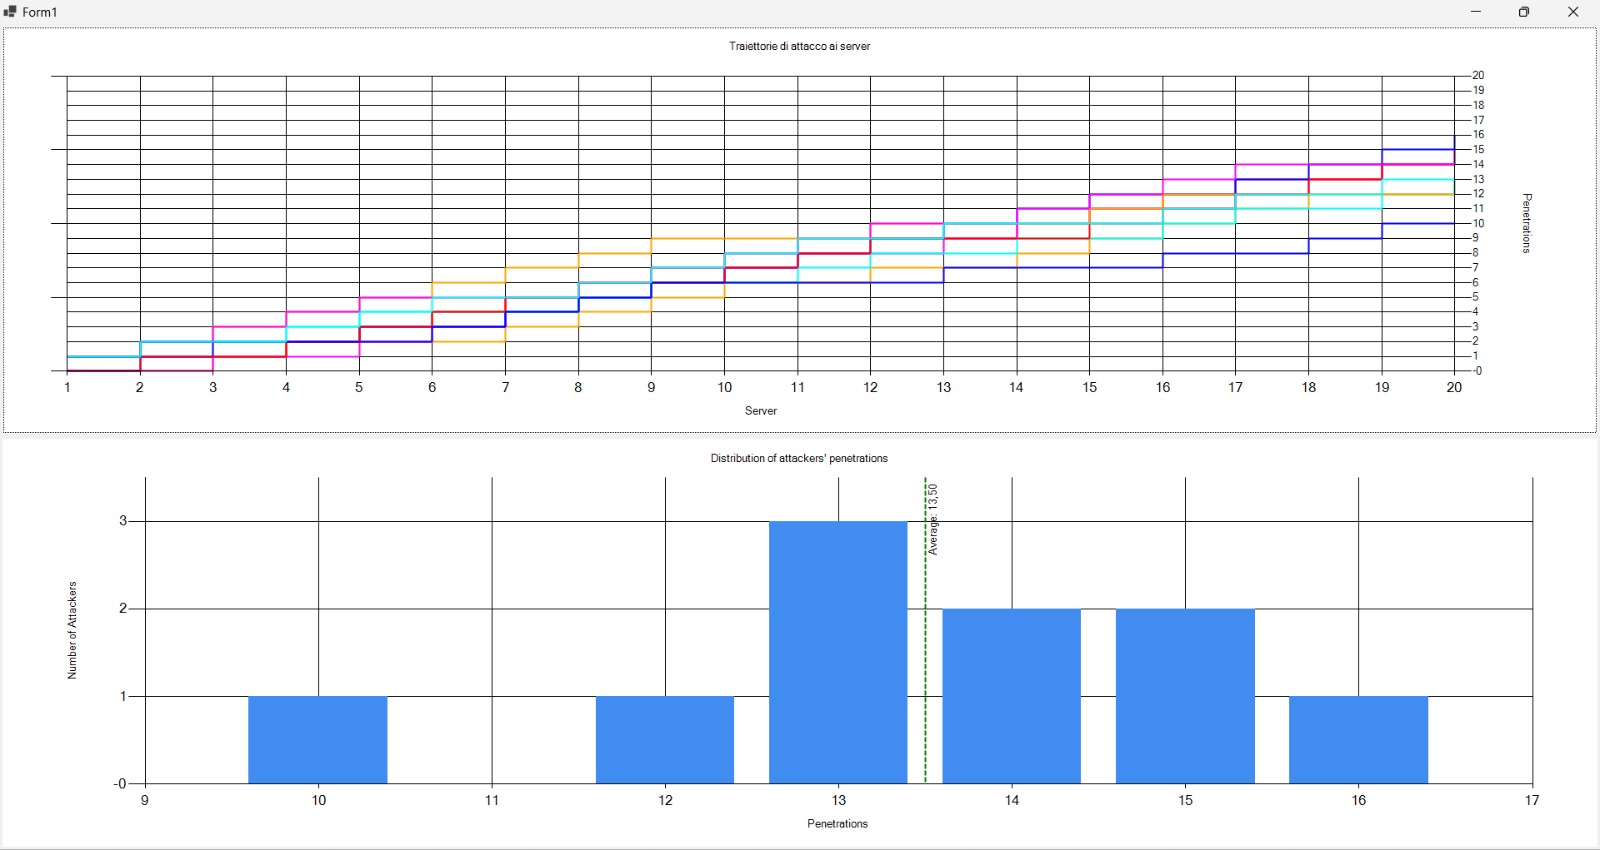 Form1
Traiettorie di attacco ai server
20
19
18
17
16
15
14
13
12
11
10
9
8
7
6
5
4
3
2
1
-0
Penetrations
1 2 3 4 5 6 7 8 9 10 11 12 13 14 15 16 17 18 19 20
Server
Distribution of attackers' penetrations
Average: 13,50
3
2
1
-0
Number of Attackers
9 10 11 12 13 14 15 16 17
Penetrations